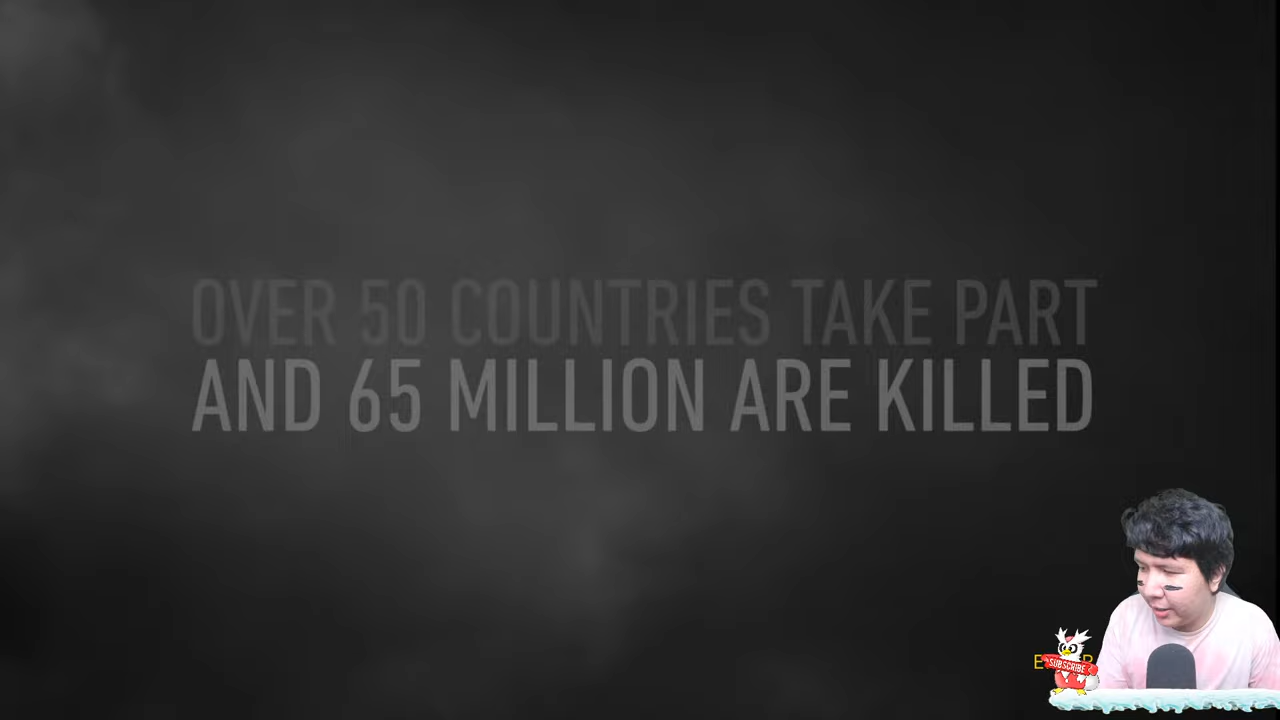 OVER 50 COUNTRIES TAKE PART
AND 65 MILLION ARE KILLED
SUBSCRIBE